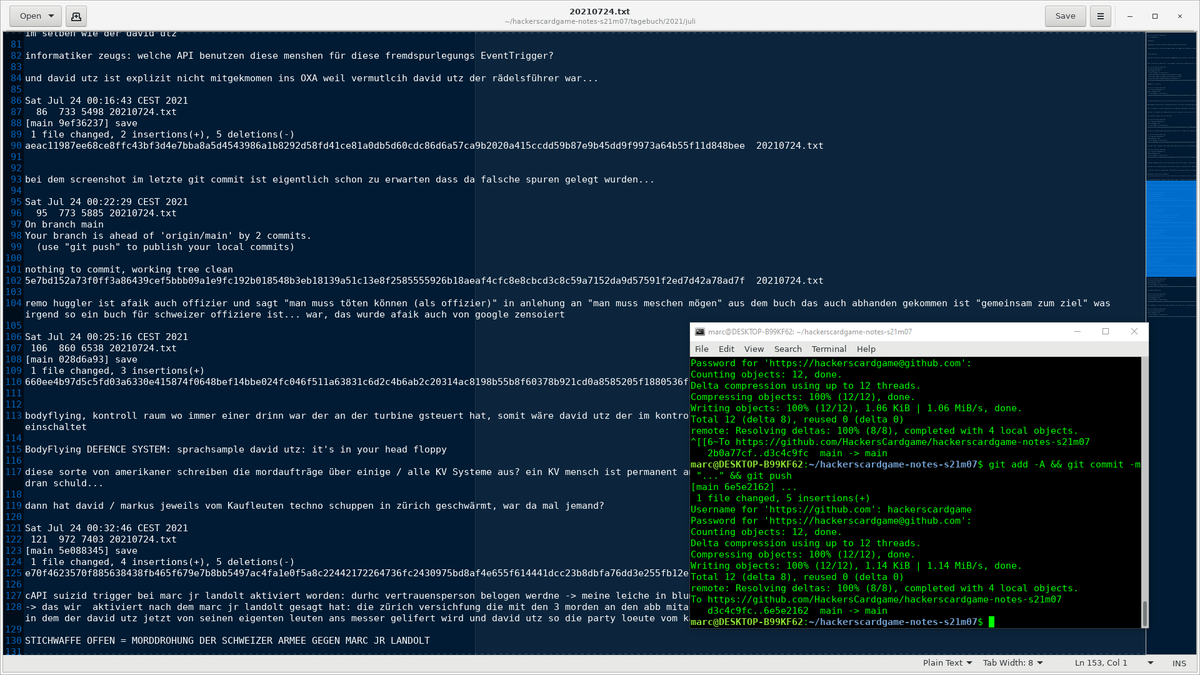 Open
20210724.txt
~/hackerscardgame-notes-s21m07/tagebuch/2021/juli
Save
im selben wie der david utz
81
82 informatiker zeugs: welche API benutzen diese menshen für diese fremdspurlegungs EventTrigger?
83
84 und david utz ist explizit nicht mitgekmomen ins OXA weil vermutlcih david utz der rädelsführer war...
85
86 Sat Jul 24 00:16:43 CEST 2021
87   86  733 5498 20210724.txt
88 [main 9ef36237] save
89  1 file changed, 2 insertions(+), 5 deletions(-)
90 aeac11987ee68ce8ffc43bf3d4e7bba8a5d4543986a1b8292d58fd41ce81a0db5d60cdc86d6a57ca9b2020a415ccdd59b87e9b45dd9f9973a64b55f11d848bee  20210724.txt
91
92
93 bei dem screenshot im letzte git commit ist eigentlich schon zu erwarten dass da falsche spuren gelegt wurden...
94
95 Sat Jul 24 00:22:29 CEST 2021
96   95  773 5885 20210724.txt
97 On branch main
98 Your branch is ahead of 'origin/main' by 2 commits.
99   (use "git push" to publish your local commits)
100
101 nothing to commit, working tree clean
102 5e7bd152a73f0ff3a86439cef5bbb09a1e9fc192b018548b3eb18139a51c13e8f2585555926b18aeaf4cfc8e8cbcd3c8c59a7152da9d57591f2ed7d42a78ad7f  20210724.txt
103
104 remo huggler ist afaik auch offizier und sagt "man muss töten können (als offizier)" in anlehung an "man muss meschen mögen" aus dem buch das auch abhanden gekommen ist "gemeinsam zum ziel" was
irgend so ein buch für schweizer offiziere ist... war, das wurde afaik auch von google zensoiert
105
106 Sat Jul 24 00:25:16 CEST 2021
107  106  860 6538 20210724.txt
108 [main 028d6a93] save
109  1 file changed, 3 insertions(+)
110 660ee4b97d5c5fd03a6330e415874f0648bef14bbe024fc046f511a63831c6d2c4b6ab2c20314ac8198b55b8f60378b921cd0a8585205f1880536f
111
112
113 bodyflying, kontroll raum wo immer einer drinn war der an der turbine gsteuert hat, somit wäre david utz der im kontro
einschaltet
114
115 BodyFlying DEFENCE SYSTEM: sprachsample david utz: it's in your head floppy
116
117 diese sorte von amerikaner schreiben die mordaufträge über einige / alle KV Systeme aus? ein KV mensch ist permanent a
dran schuld...
118
119 dann hat david / markus jeweils vom Kaufleuten techno schuppen in zürich geschwärmt, war da mal jemand?
120
121 Sat Jul 24 00:32:46 CEST 2021
122  121  972 7403 20210724.txt
123 [main 5e088345] save
124  1 file changed, 4 insertions(+), 5 deletions(-)
125 e70f4623570f885638438fb465f679e7b8bb5497ac4fa1e0f5a8c22442172264736fc2430975bd8af4e655f614441dcc23b8dbfa76dd3e255fb12e
126
127 cAPI suizid trigger bei marc jr landolt aktiviert worden: durhc vertrauensperson belogen werdne -> meine leiche in blu
128 -> das wir  aktiviert nach dem marc jr landolt gesagt hat: die zürich versichfung die mit den 3 morden an den abb mita
in dem der david utz jetzt von seinen eigenten leuten ans messer gelifert wird und david utz so die party loeute vom k
129
130 STICHWAFFE OFFEN = MORDDROHUNG DER SCHWEIZER ARMEE GEGEN MARC JR LANDOLT
131
marc@DESKTOP-B99KF62: ~/hackerscardgame-notes-s21m07
File  Edit  View  Search  Terminal  Help
Password for 'https://hackerscardgame@github.com':
Counting objects: 12, done.
Delta compression using up to 12 threads.
Compressing objects: 100% (12/12), done.
Writing objects: 100% (12/12), 1.06 KiB | 1.06 MiB/s, done.
Total 12 (delta 8), reused 0 (delta 0)
remote: Resolving deltas: 100% (8/8), completed with 4 local objects.
^[[6~To https://github.com/HackersCardgame/hackerscardgame-notes-s21m07
   2b0a77cf..d3c4c9fc  main -> main
marc@DESKTOP-B99KF62:~/hackerscardgame-notes-s21m07$ git add -A && git commit -m
 "..." && git push
[main 6e5e2162] ...
 1 file changed, 5 insertions(+)
Username for 'https://github.com': hackerscardgame
Password for 'https://hackerscardgame@github.com':
Counting objects: 12, done.
Delta compression using up to 12 threads.
Compressing objects: 100% (12/12), done.
Writing objects: 100% (12/12), 1.14 KiB | 1.14 MiB/s, done.
Total 12 (delta 8), reused 0 (delta 0)
remote: Resolving deltas: 100% (8/8), completed with 4 local objects.
To https://github.com/HackersCardgame/hackerscardgame-notes-s21m07
   d3c4c9fc..6e5e2162  main -> main
marc@DESKTOP-B99KF62:~/hackerscardgame-notes-s21m07$
Plain Text  Tab Width: 8  Ln 153, Col 1  INS